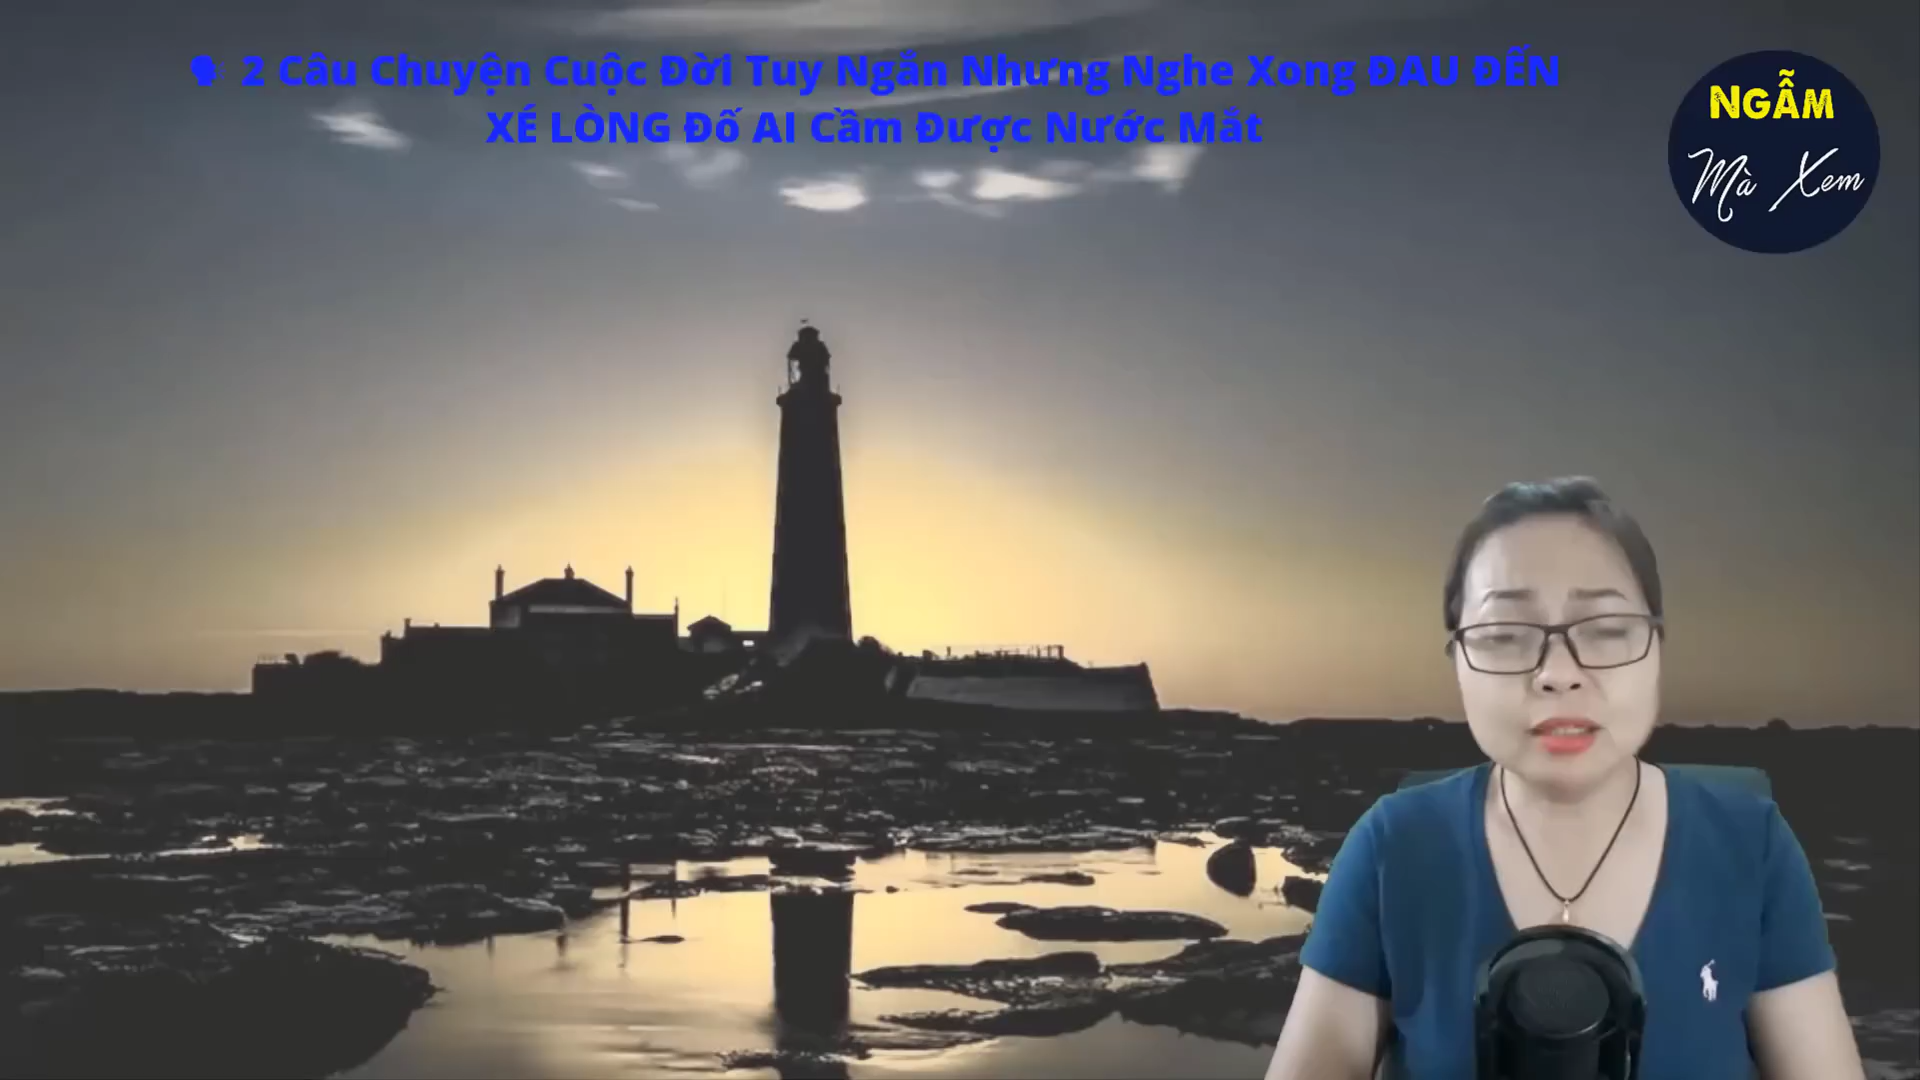 2 Câu Chuyện Cuộc Đời Tuy Ngắn Nhưng Nghe Xong ĐAU ĐẾN
XÉ LÒNG Đố AI Cầm Được Nước Mắt
NGẪM
Mà Xem